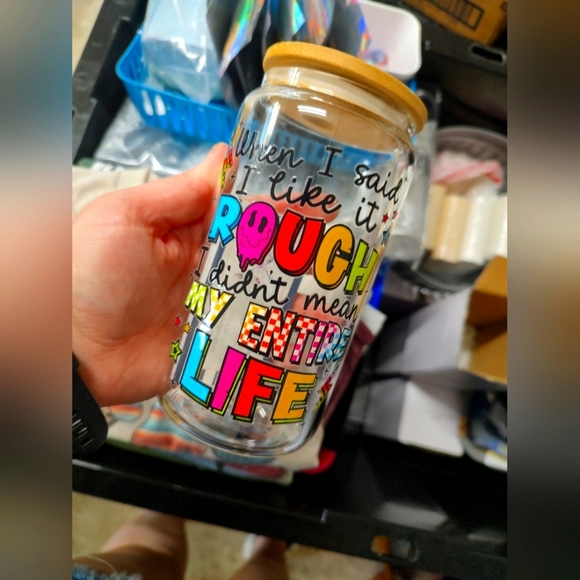 When I said
I like it
ROUGH
I didn't mean
MY ENTIRE
LIFE